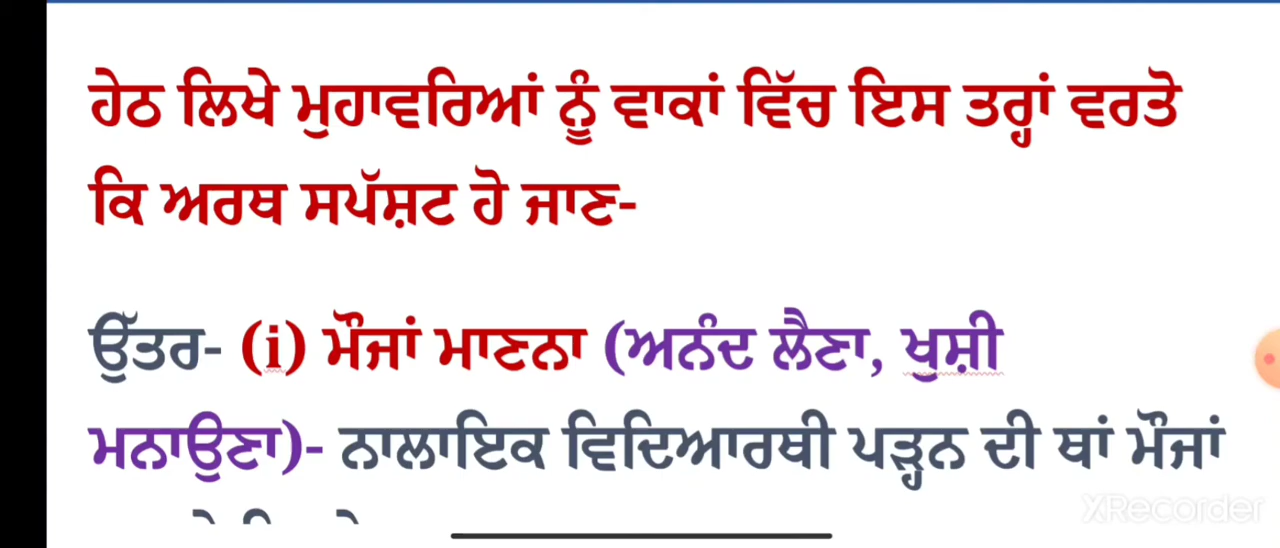 ਹੇਠ ਲਿਖੇ ਮੁਹਾਵਰਿਆਂ ਨੂੰ ਵਾਕਾਂ ਵਿੱਚ ਇਸ ਤਰ੍ਹਾਂ ਵਰਤੋ
ਕਿ ਅਰਥ ਸਪੱਸ਼ਟ ਹੋ ਜਾਣ-
ਉੱਤਰ- (i) ਮੌਜਾਂ ਮਾਣਨਾ (ਅਨੰਦ ਲੈਣਾ, ਖੁਸ਼ੀ
ਮਨਾਉਣਾ)- ਨਾਲਾਇਕ ਵਿਦਿਆਰਥੀ ਪੜ੍ਹਨ ਦੀ ਥਾਂ ਮੌਜਾਂ
XRecorder